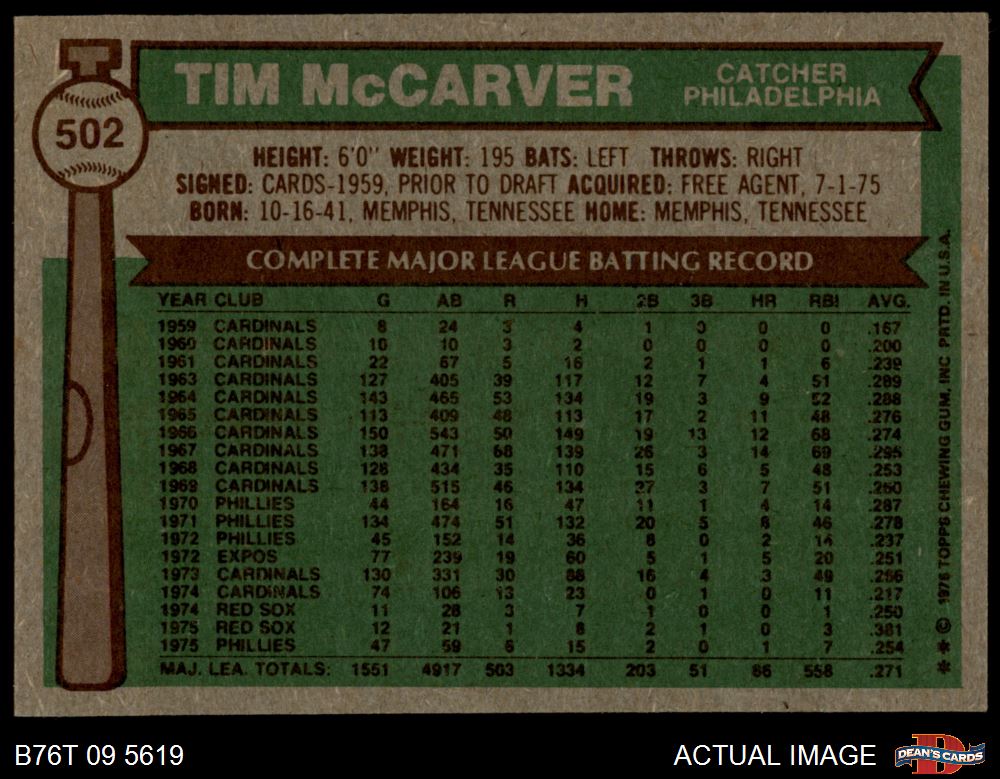 TIM McCARVER
CATCHER
PHILADELPHIA
502
HEIGHT: 6'0" WEIGHT: 195 BATS: LEFT THROWS: RIGHT
SIGNED: CARDS-1959, PRIOR TO DRAFT ACQUIRED: FREE AGENT, 7-1-75
BORN: 10-16-41, MEMPHIS, TENNESSEE HOME: MEMPHIS, TENNESSEE
COMPLETE MAJOR LEAGUE BATTING RECORD
YEAR CLUB G AB R H 2B 3B HR RBI AVG.
1959 CARDINALS 8 24 3 4 1 0 0 0 .167
1960 CARDINALS 10 10 3 2 0 0 0 0 .200
1961 CARDINALS 22 67 5 16 2 1 1 6 .239
1963 CARDINALS 127 405 39 117 12 7 4 51 .289
1964 CARDINALS 143 465 53 134 19 3 9 52 .288
1965 CARDINALS 113 409 48 113 17 2 11 48 .276
1966 CARDINALS 150 543 50 149 19 13 12 68 .274
1967 CARDINALS 138 471 68 139 26 3 14 69 .295
1968 CARDINALS 128 434 35 110 15 6 5 48 .253
1969 CARDINALS 138 515 46 134 27 3 7 51 .260
1970 PHILLIES 44 164 16 47 11 1 4 14 .287
1971 PHILLIES 134 474 51 132 20 5 8 46 .278
1972 PHILLIES 45 152 14 36 8 0 2 14 .237
1972 EXPOS 77 239 19 60 5 1 5 20 .251
1973 CARDINALS 130 331 30 88 16 4 3 49 .266
1974 CARDINALS 74 106 13 23 0 1 0 11 .217
1974 RED SOX 11 28 3 7 1 0 0 1 .250
1975 RED SOX 12 21 1 8 2 1 0 3 .381
1975 PHILLIES 47 59 6 15 2 0 1 7 .254
MAJ. LEA. TOTALS: 1551 4917 503 1334 203 51 86 558 .271
* * © 1976 TOPPS CHEWING GUM, INC PRTD. IN U.S.A.
B76T 09 5619
ACTUAL IMAGE
DEAN'S CARDS